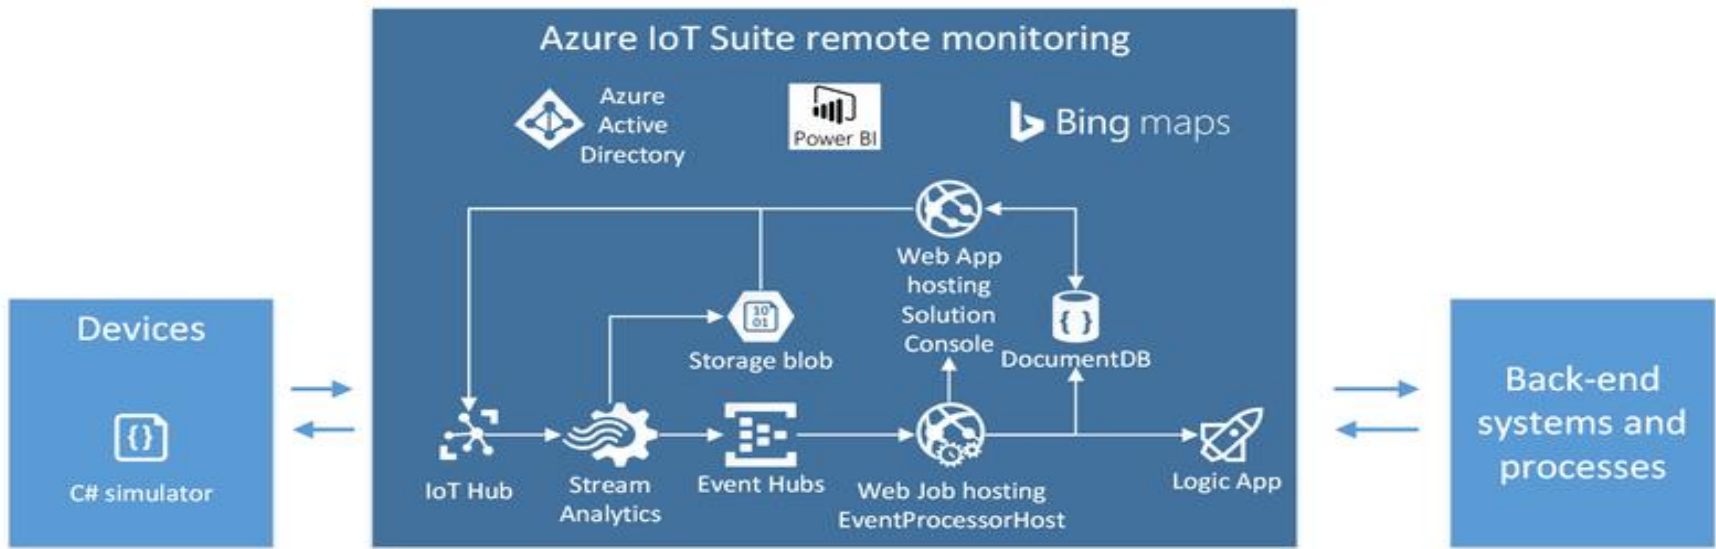 Azure IoT Suite remote monitoring
Azure
Active
Directory
Power BI
Bing maps
Web App
hosting
Solution
Console
DocumentDB
10
01
Storage blob
{ }
Devices
{}
C# simulator
IoT Hub
Stream
Analytics
Event Hubs
Web Job hosting
EventProcessorHost
Logic App
Back-end
systems and
processes